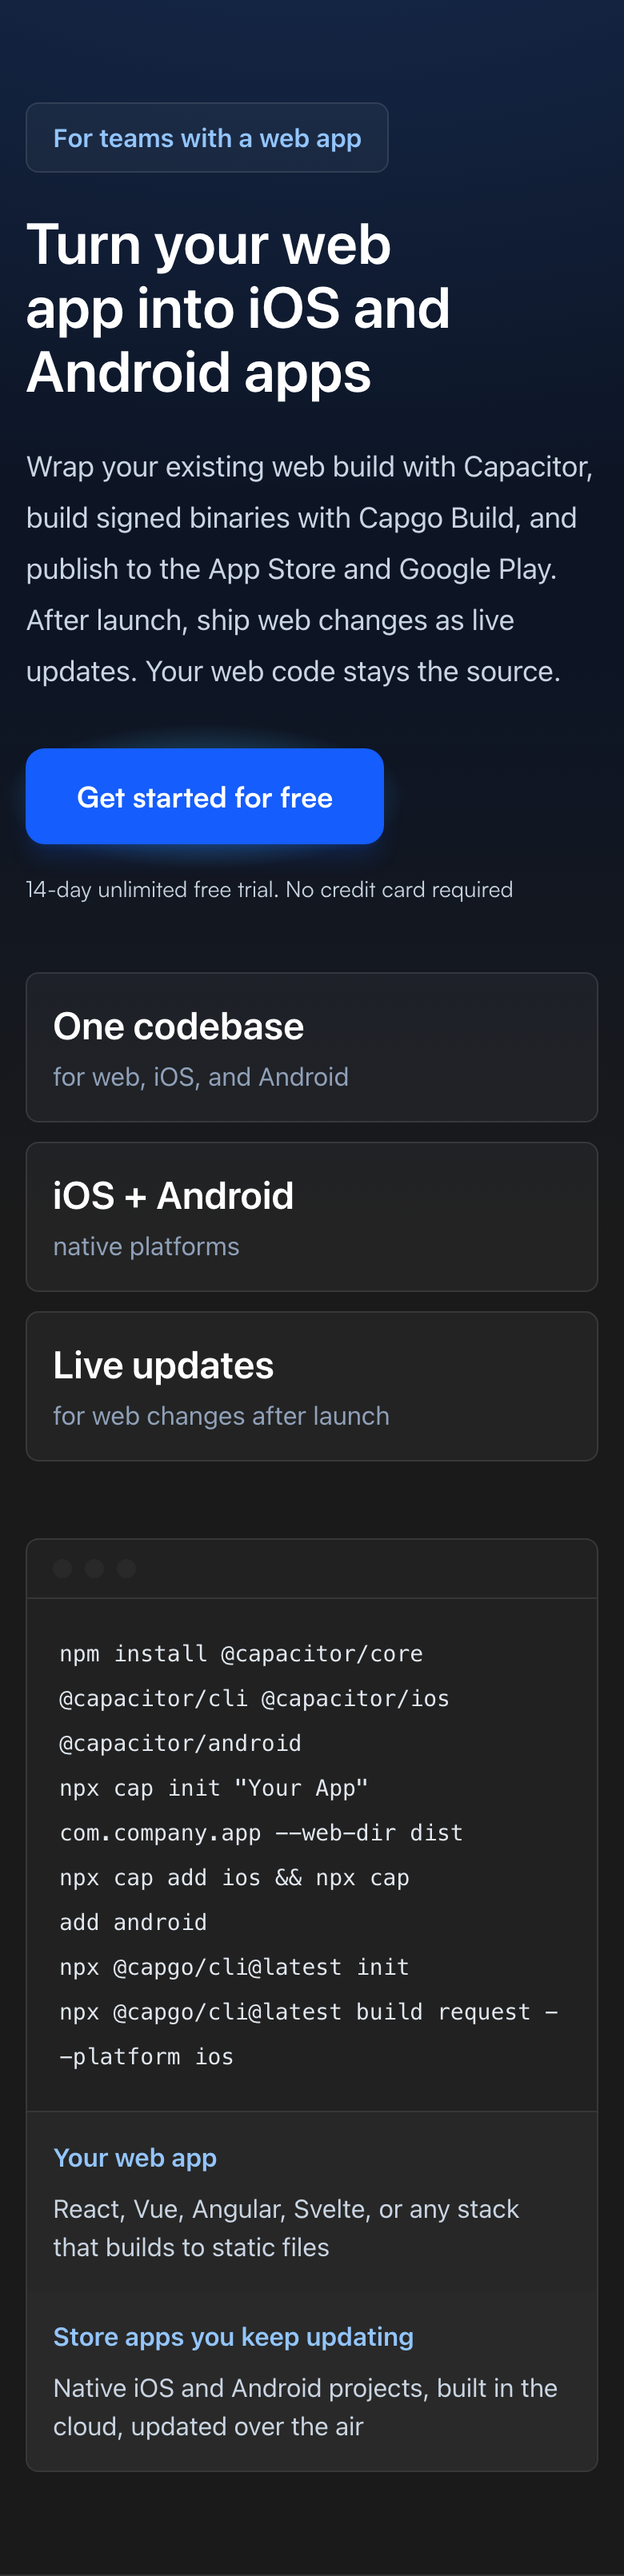 For teams with a web app
Turn your web
app into iOS and
Android apps
Wrap your existing web build with Capacitor,
build signed binaries with Capgo Build, and
publish to the App Store and Google Play.
After launch, ship web changes as live
updates. Your web code stays the source.
Get started for free
14-day unlimited free trial. No credit card required
One codebase
for web, iOS, and Android
iOS + Android
native platforms
Live updates
for web changes after launch
npm install @capacitor/core
@capacitor/cli @capacitor/ios
@capacitor/android
npx cap init "Your App"
com.company.app --web-dir dist
npx cap add ios && npx cap
add android
npx @capgo/cli@latest init
npx @capgo/cli@latest build request -
-platform ios
Your web app
React, Vue, Angular, Svelte, or any stack
that builds to static files
Store apps you keep updating
Native iOS and Android projects, built in the
cloud, updated over the air